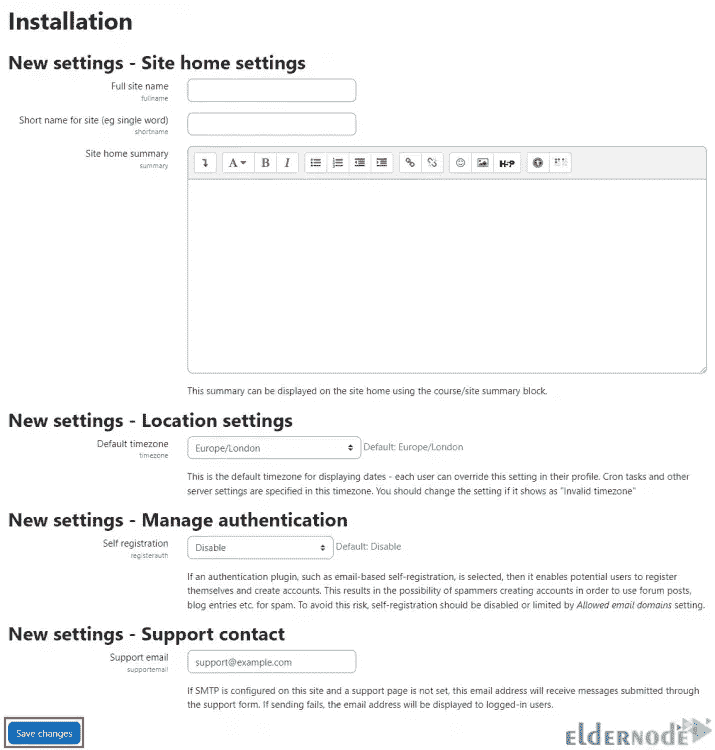 Installation
New settings - Site home settings
Full site name
fullname
Short name for site (eg single word)
shortname
Site home summary
summary
A B I H-P
This summary can be displayed on the site home using the course/site summary block.
New settings - Location settings
Default timezone
timezone
Europe/London
Default: Europe/London
This is the default timezone for displaying dates - each user can override this setting in their profile. Cron tasks and other
server settings are specified in this timezone. You should change the setting if it shows as "Invalid timezone"
New settings - Manage authentication
Self registration
registerauth
Disable
Default: Disable
If an authentication plugin, such as email-based self-registration, is selected, then it enables potential users to register
themselves and create accounts. This results in the possibility of spammers creating accounts in order to use forum posts,
blog entries etc. for spam. To avoid this risk, self-registration should be disabled or limited by Allowed email domains setting.
New settings - Support contact
Support email
supportemail
support@example.com
If SMTP is configured on this site and a support page is not set, this email address will receive messages submitted through
the support form. If sending fails, the email address will be displayed to logged-in users.
Save changes
eldernode